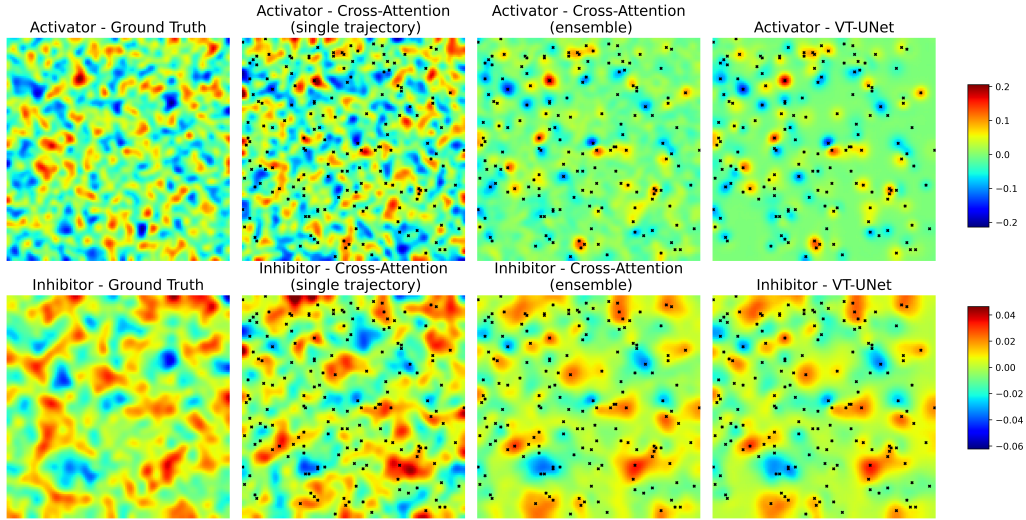 Activator - Ground Truth
Activator - Cross-Attention
(single trajectory)
Activator - Cross-Attention
(ensemble)
Activator - VT-UNet
0.2
0.1
0.0
−0.1
−0.2
Inhibitor - Ground Truth
Inhibitor - Cross-Attention
(single trajectory)
Inhibitor - Cross-Attention
(ensemble)
Inhibitor - VT-UNet
0.04
0.02
0.00
−0.02
−0.04
−0.06